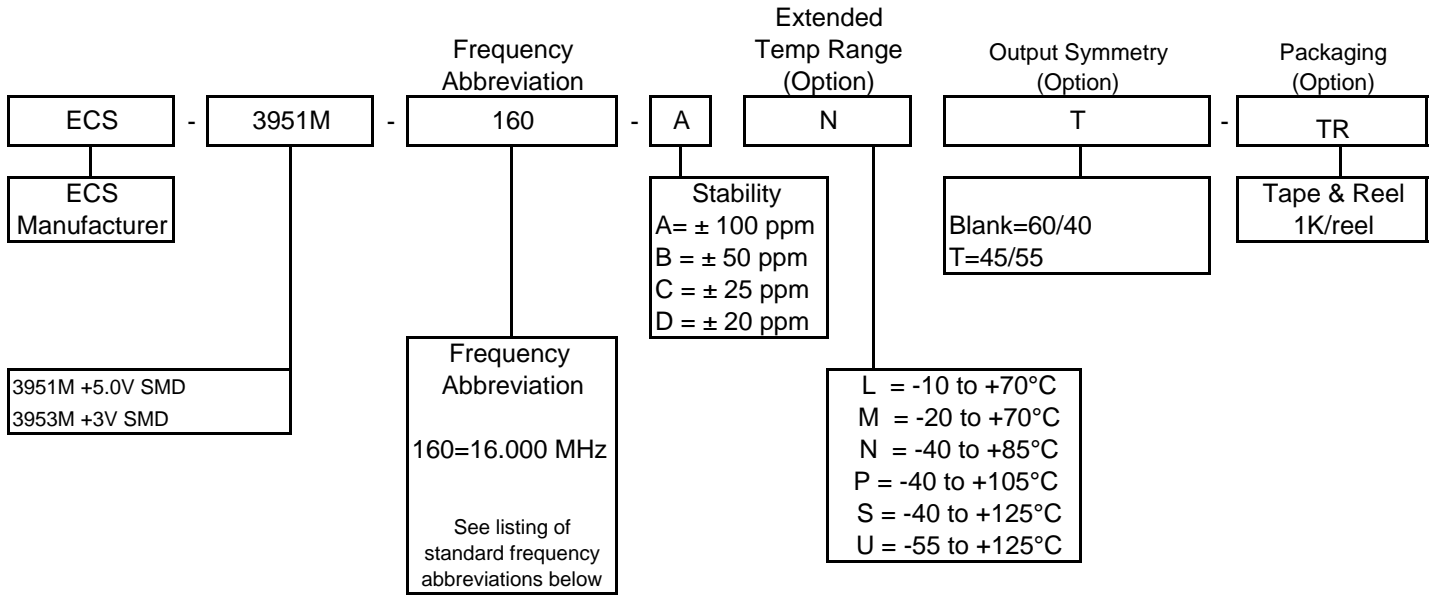 Extended
Frequency Temp Range Output Symmetry Packaging
Abbreviation (Option) (Option) (Option)
ECS - 3951M - 160 - A N T - TR
ECS
Manufacturer
Stability
A= ± 100 ppm
B = ± 50 ppm
C = ± 25 ppm
D = ± 20 ppm
Blank=60/40
T=45/55
Tape & Reel
1K/reel
3951M +5.0V SMD
3953M +3V SMD
Frequency
Abbreviation
160=16.000 MHz
See listing of
standard frequency
abbreviations below
L = -10 to +70°C
M = -20 to +70°C
N = -40 to +85°C
P = -40 to +105°C
S = -40 to +125°C
U = -55 to +125°C